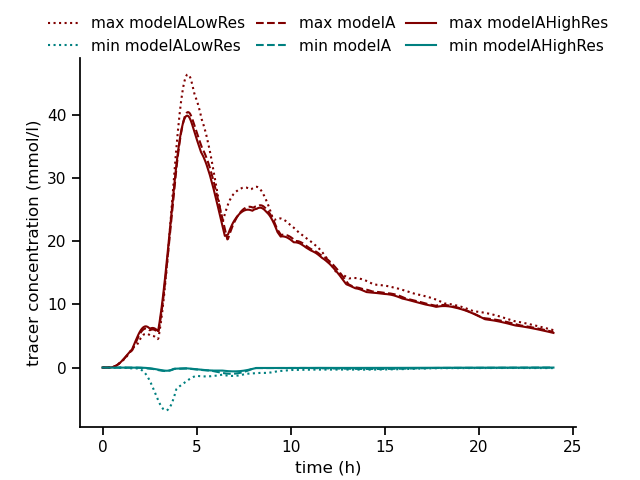 max modelALowRes max modelA max modelAHighRes
min modelALowRes min modelA min modelAHighRes
tracer concentration (mmol/l)
40
30
20
10
0
0 5 10 15 20 25
time (h)